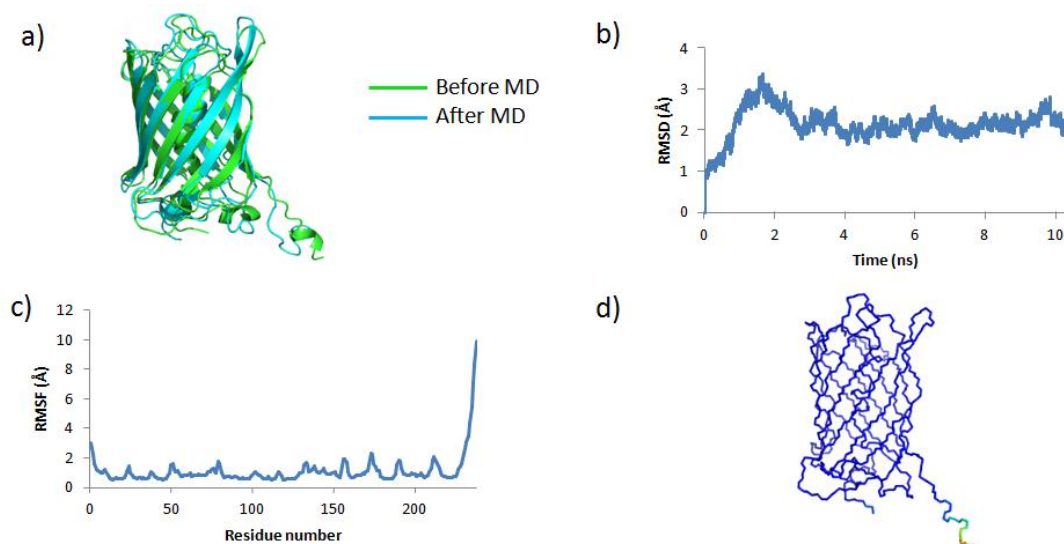 a)
Before MD
After MD
b)
RMSD (Å)
4
3
2
1
0
0 2 4 6 8 10
Time (ns)
c)
RMSF (Å)
12
10
8
6
4
2
0
0 50 100 150 200
Residue number
d)